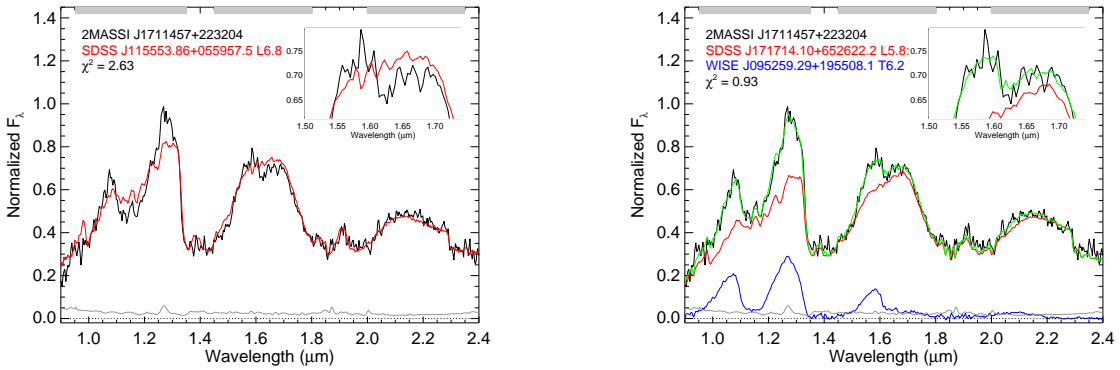 1.4
1.2
1.0
0.8
0.6
0.4
0.2
0.0
Normalized Fλ
2MASSI J1711457+223204
SDSS J115553.86+055957.5 L6.8
χ² = 2.63
0.75
0.70
0.65
1.50 1.55 1.60 1.65 1.70
Wavelength (μm)
1.0 1.2 1.4 1.6 1.8 2.0 2.2 2.4
Wavelength (μm)
1.4
1.2
1.0
0.8
0.6
0.4
0.2
0.0
Normalized Fλ
2MASSI J1711457+223204
SDSS J171714.10+652622.2 L5.8:
WISE J095259.29+195508.1 T6.2
χ² = 0.93
0.75
0.70
0.65
1.50 1.55 1.60 1.65 1.70
Wavelength (μm)
1.0 1.2 1.4 1.6 1.8 2.0 2.2 2.4
Wavelength (μm)